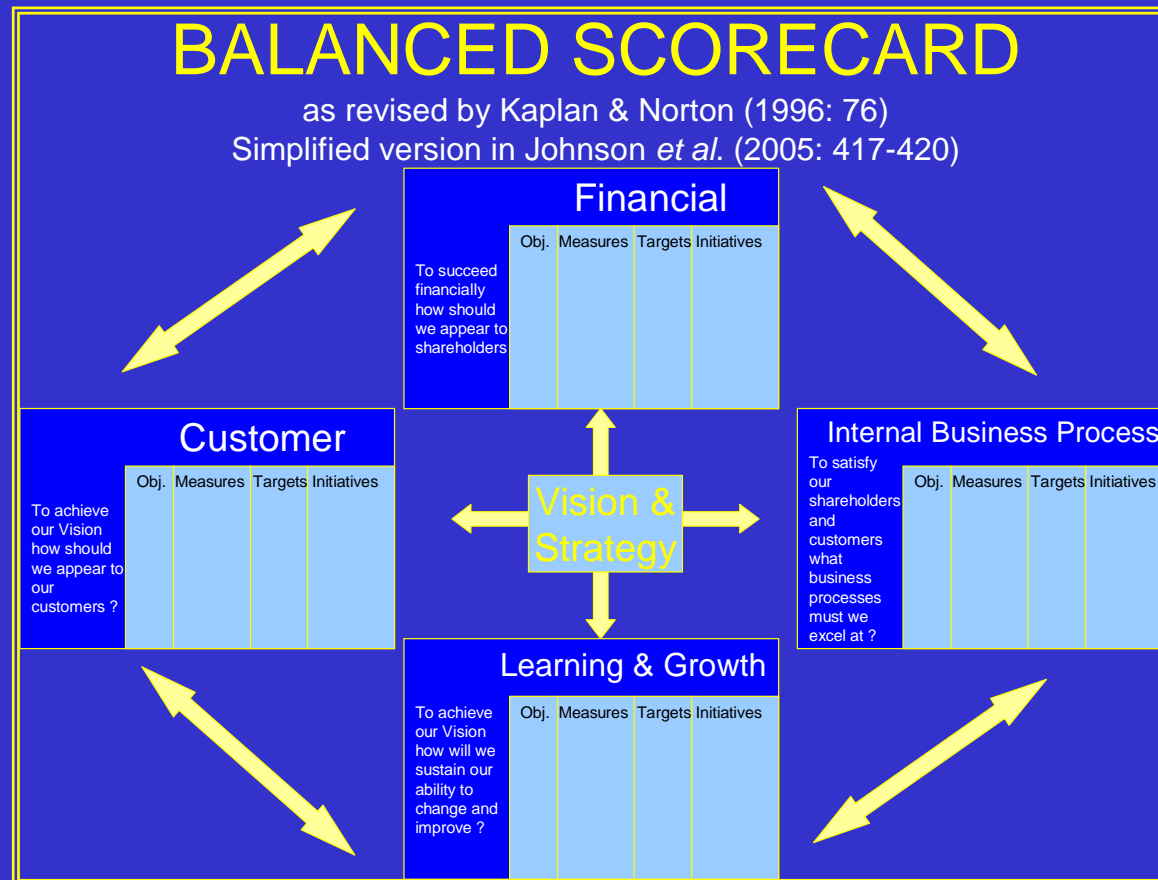 BALANCED SCORECARD
as revised by Kaplan & Norton (1996: 76)
Simplified version in Johnson et al. (2005: 417-420)
Financial
Obj. Measures Targets Initiatives
To succeed
financially
how should
we appear to
shareholders
Customer
Obj. Measures Targets Initiatives
To achieve
our Vision
how should
we appear to
our
customers ?
Vision &
Strategy
Internal Business Process
To satisfy
our
shareholders
and
customers
what
business
processes
must we
excel at ?
Obj. Measures Targets Initiatives
Learning & Growth
Obj. Measures Targets Initiatives
To achieve
our Vision
how will we
sustain our
ability to
change and
improve ?